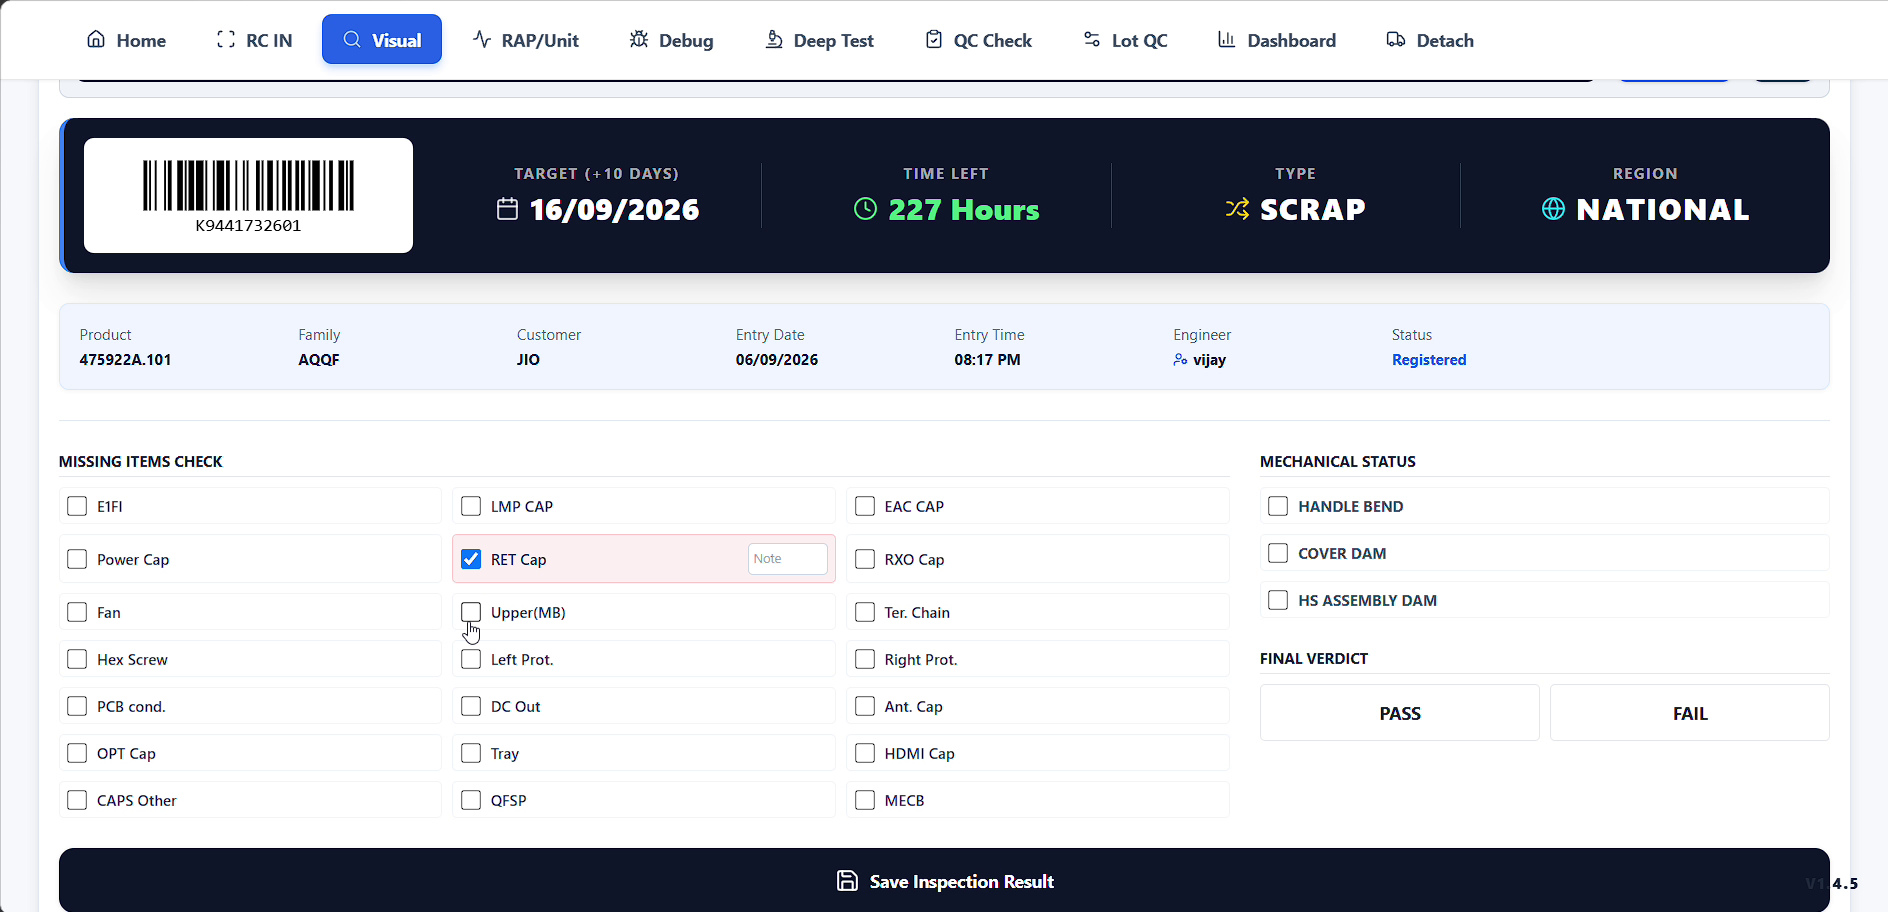 Home RC IN Visual RAP/Unit Debug Deep Test QC Check Lot QC Dashboard Detach
TARGET (+10 DAYS) TIME LEFT TYPE REGION
16/09/2026 227 Hours SCRAP NATIONAL
K9441732601
Product Family Customer Entry Date Entry Time Engineer Status
475922A.101 AQQF JIO 06/09/2026 08:17 PM vijay Registered
MISSING ITEMS CHECK
E1FI LMP CAP EAC CAP
Power Cap RET Cap Note RXO Cap
Fan Upper(MB) Ter. Chain
Hex Screw Left Prot. Right Prot.
PCB cond. DC Out Ant. Cap
OPT Cap Tray HDMI Cap
CAPS Other QFSP MECB
MECHANICAL STATUS
HANDLE BEND
COVER DAM
HS ASSEMBLY DAM
FINAL VERDICT
PASS FAIL
Save Inspection Result
V1.4.5